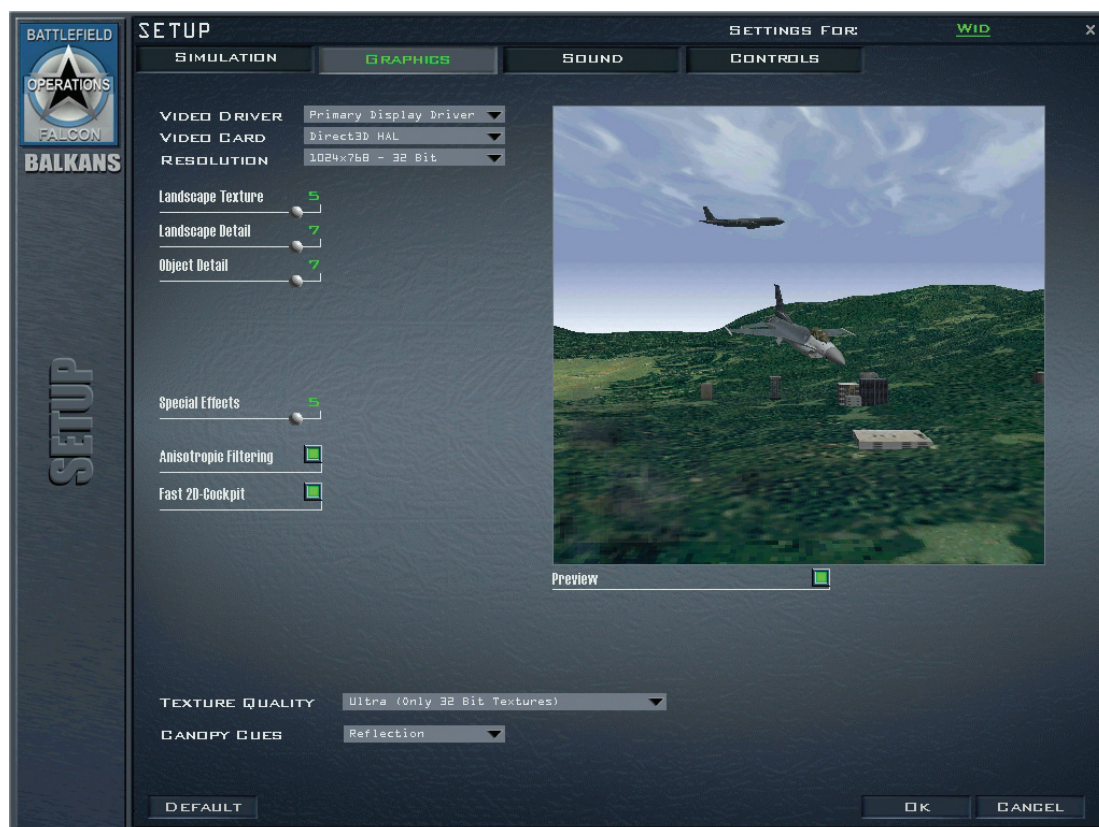 BATTLEFIELD
OPERATIONS
FALCON
BALKANS
SETUP
SETUP
SETTINGS FOR:
WID
X
SIMULATION
GRAPHICS
SOUND
CONTROLS
VIDEO DRIVER
Primary Display Driver
VIDEO CARD
Direct3D HAL
RESOLUTION
1024x768 - 32 Bit
Landscape Texture
5
Landscape Detail
7
Object Detail
7
Special Effects
5
Anisotropic Filtering
Fast 2D-Cockpit
Preview
TEXTURE QUALITY
Ultra (Only 32 Bit Textures)
CANOPY CUES
Reflection
DEFAULT
OK
CANCEL